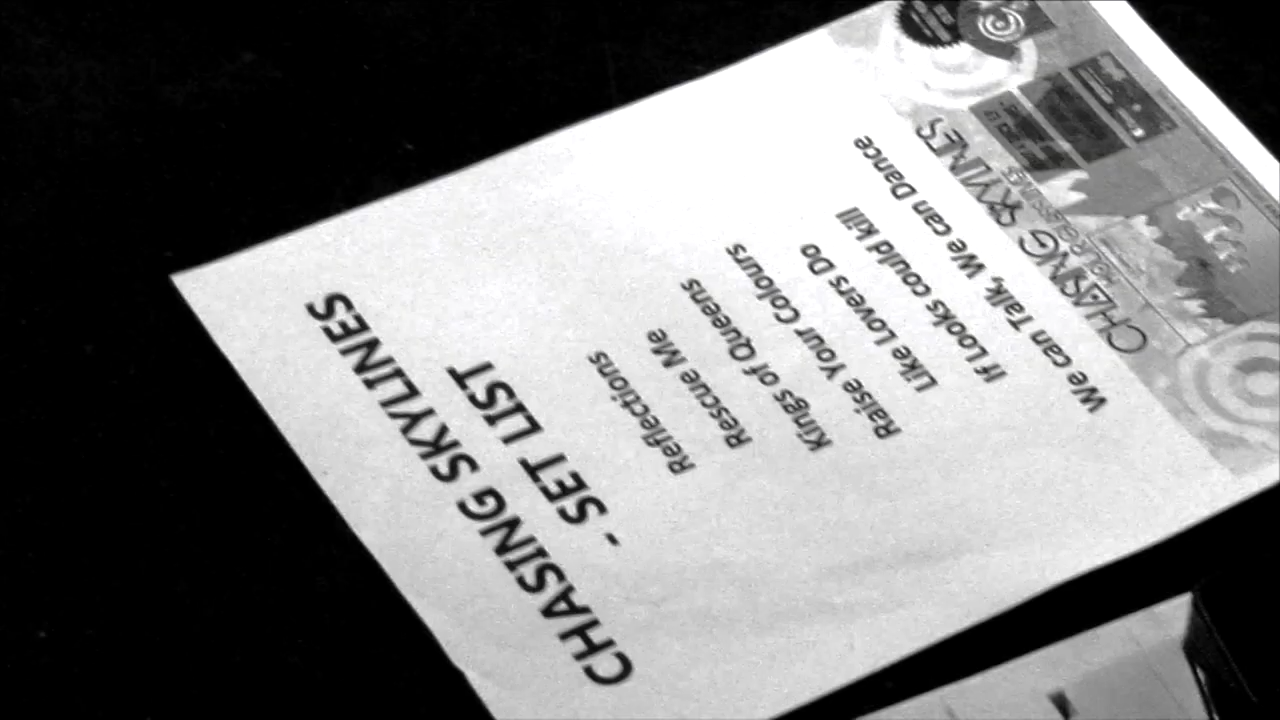 CHASING SKYLINES
- SET LIST
Reflections
Rescue Me
Kings of Queens
Raise Your Colours
Like Lovers Do
If Looks could kill
We can Talk, We can Dance
CHASING SKYLINES